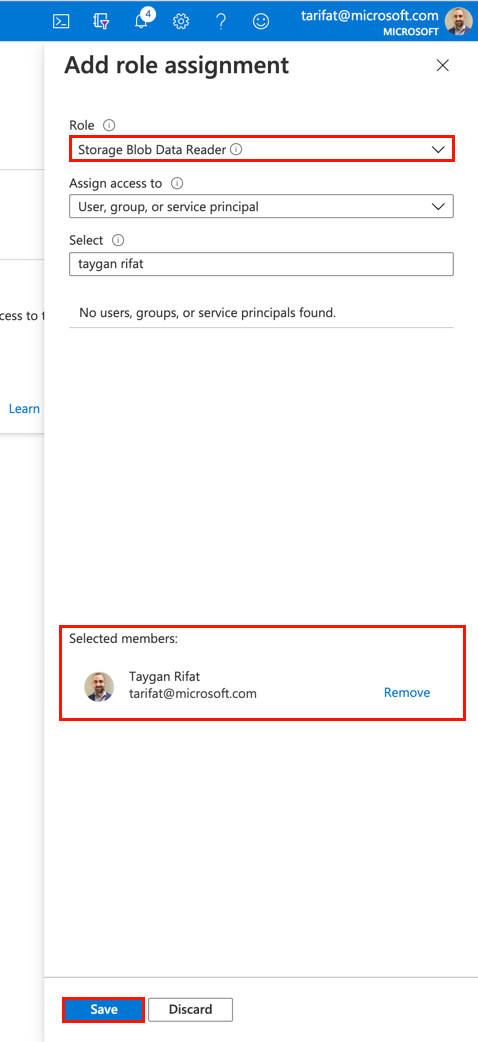 4
tarifat@microsoft.com
MICROSOFT
Add role assignment
Role
Storage Blob Data Reader
Assign access to
User, group, or service principal
Select
taygan rifat
No users, groups, or service principals found.
cess to t
Learn
Selected members:
Taygan Rifat
tarifat@microsoft.com
Remove
Save
Discard